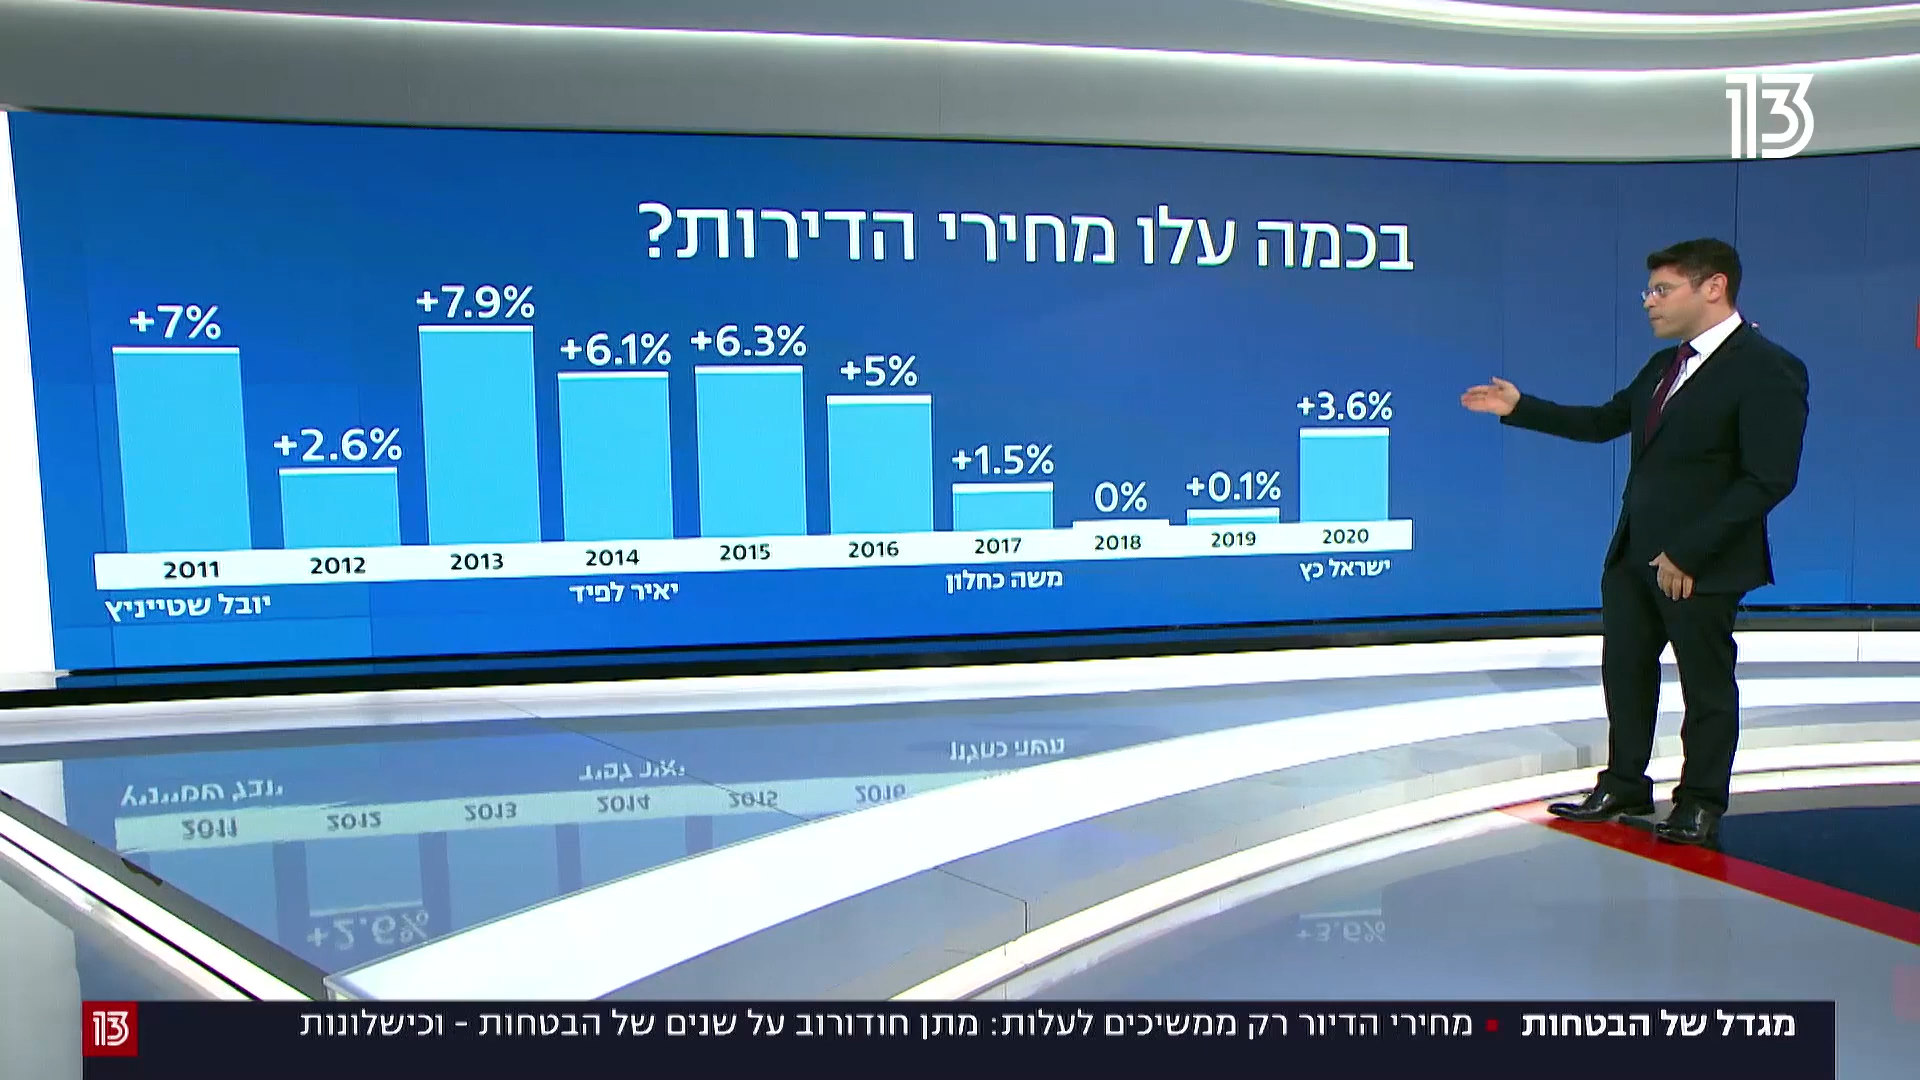 13
בכמה עלו מחירי הדירות?
+7% +2.6% +7.9% +6.1% +6.3% +5% +1.5% 0% +0.1% +3.6%
2011 2012 2013 2014 2015 2016 2017 2018 2019 2020
יובל שטייניץ יאיר לפיד משה כחלון ישראל כץ
מגדל של הבטחות ▪ מחירי הדיור רק ממשיכים לעלות: מתן חודורוב על שנים של הבטחות - וכישלונות
13